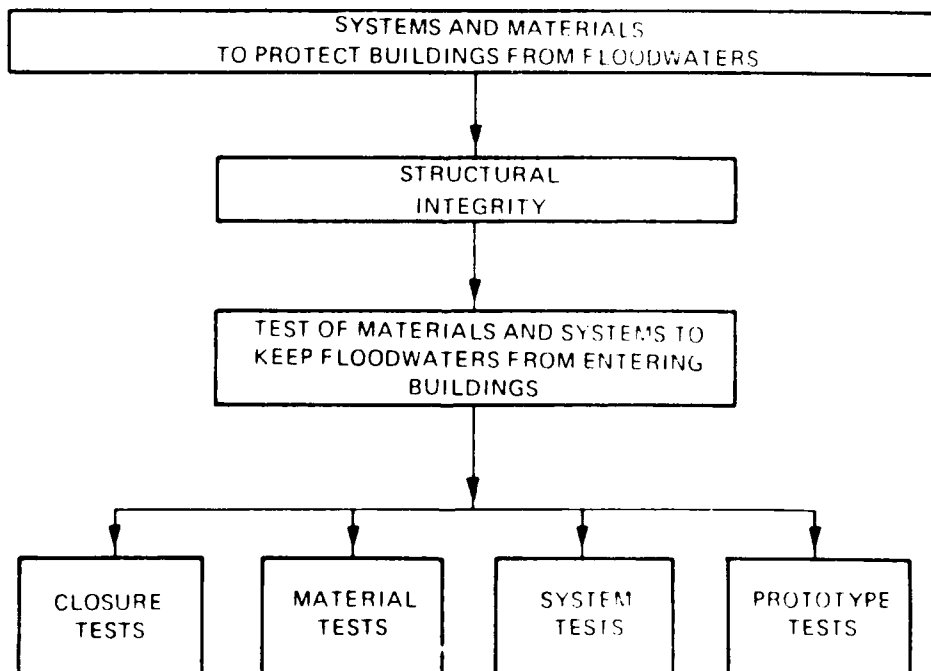 SYSTEMS AND MATERIALS
TO PROTECT BUILDINGS FROM FLOODWATERS
STRUCTURAL
INTEGRITY
TEST OF MATERIALS AND SYSTEMS TO
KEEP FLOODWATERS FROM ENTERING
BUILDINGS
CLOSURE
TESTS
MATERIAL
TESTS
SYSTEM
TESTS
PROTOTYPE
TESTS